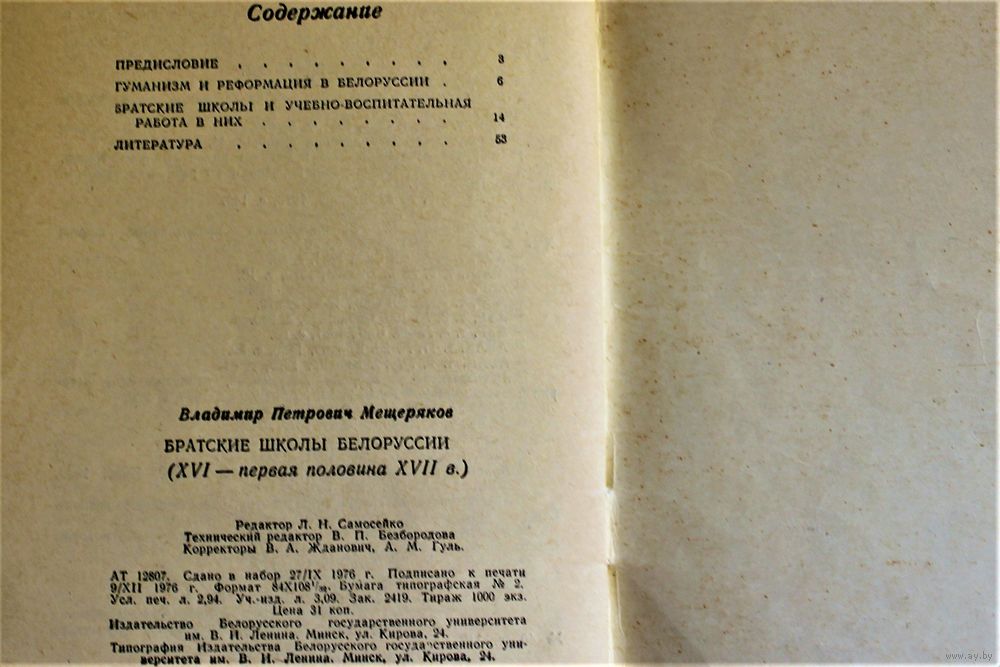 Содержание
ПРЕДИСЛОВИЕ . . . . . . . . . 3
ГУМАНИЗМ И РЕФОРМАЦИЯ В БЕЛОРУССИИ . 6
БРАТСКИЕ ШКОЛЫ И УЧЕБНО-ВОСПИТАТЕЛЬНАЯ
РАБОТА В НИХ . . . . . . . . 14
ЛИТЕРАТУРА . . . . . . . . . 53
Владимир Петрович Мещеряков
БРАТСКИЕ ШКОЛЫ БЕЛОРУССИИ
(XVI — первая половина XVII в.)
Редактор Л. Н. Самосейко
Технический редактор В. П. Безбородова
Корректоры В. А. Жданович, А. М. Гуль.
АТ 12807. Сдано в набор 27/IX 1976 г. Подписано к печати
9/XII 1976 г. Формат 84X108¹/₃₂. Бумага типографская № 2.
Усл. печ. л. 2,94. Уч.-изд. л. 3,09. Зак. 2419. Тираж 1000 экз.
Цена 31 коп.
Издательство Белорусского государственного университета
им. В. И. Ленина. Минск, ул. Кирова, 24.
Типография Издательства Белорусского государственного уни-
верситета им. В. И. Ленина. Минск, ул. Кирова, 24.
www.ay.by